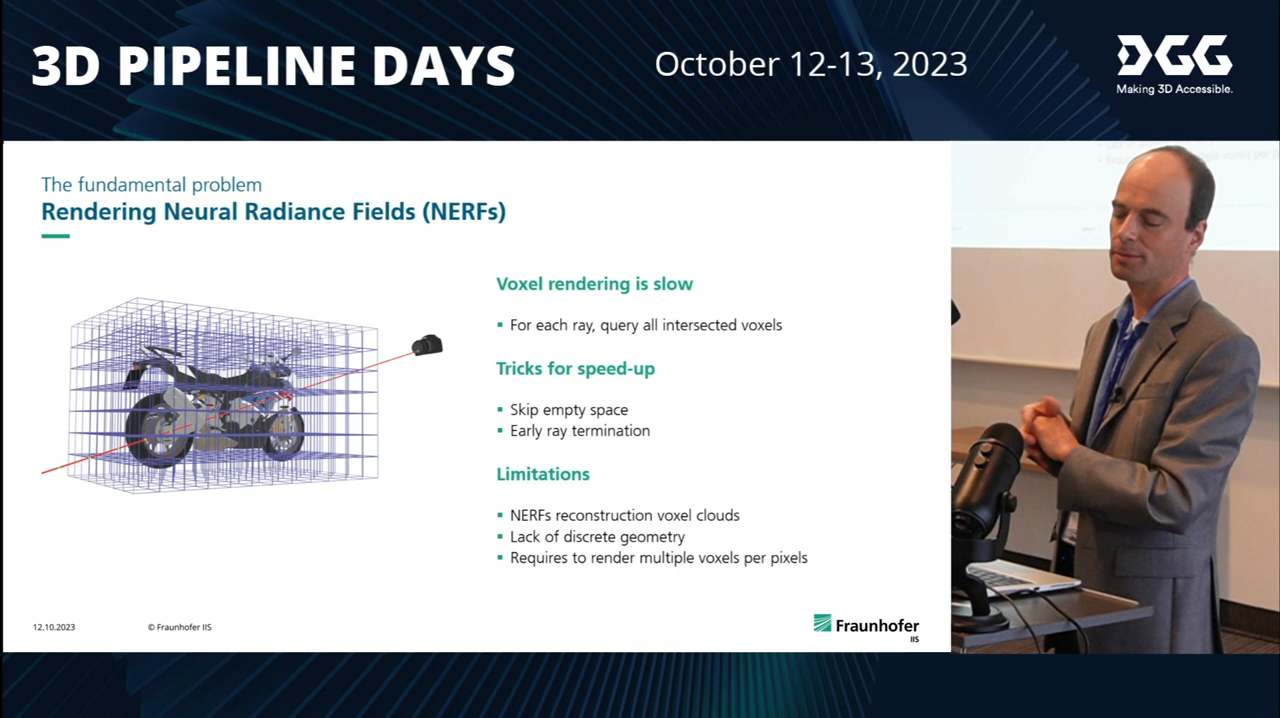 3D PIPELINE DAYS
October 12-13, 2023
DGG
Making 3D Accessible.
The fundamental problem
Rendering Neural Radiance Fields (NERFs)
Voxel rendering is slow
For each ray, query all intersected voxels
Tricks for speed-up
Skip empty space
Early ray termination
Limitations
NERFs reconstruction voxel clouds
Lack of discrete geometry
Requires to render multiple voxels per pixels
12.10.2023
© Fraunhofer IIS
Fraunhofer
IIS